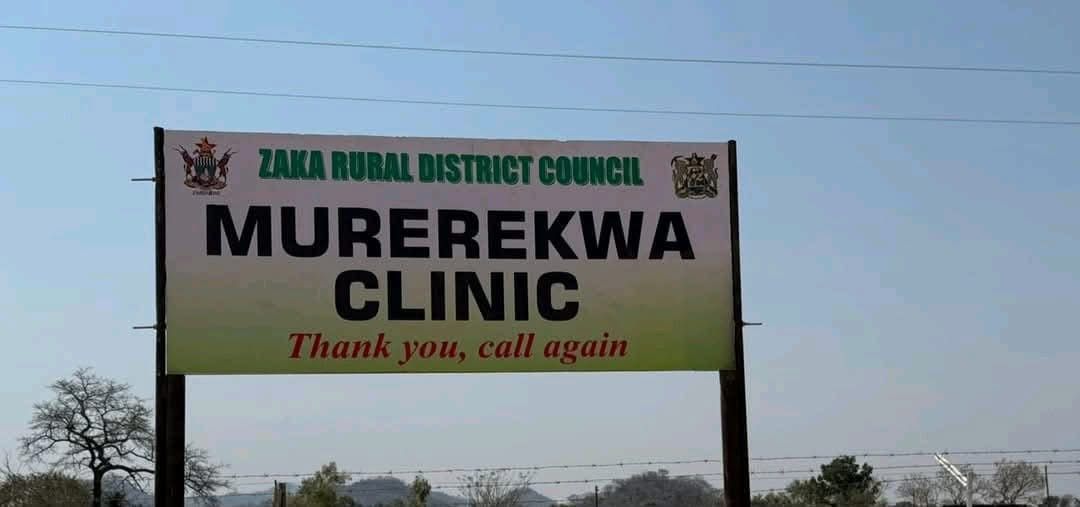 ZAKA RURAL DISTRICT COUNCIL
MUREREKWA
CLINIC
Thank you, call again